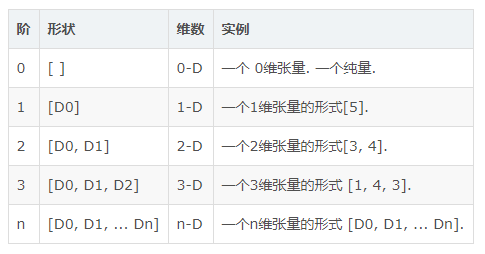 阶 形状 维数 实例
0 [ ] 0-D 一个 0维张量. 一个纯量.
1 [D0] 1-D 一个1维张量的形式[5].
2 [D0, D1] 2-D 一个2维张量的形式[3, 4].
3 [D0, D1, D2] 3-D 一个3维张量的形式 [1, 4, 3].
n [D0, D1, ... Dn] n-D 一个n维张量的形式 [D0, D1, ... Dn].